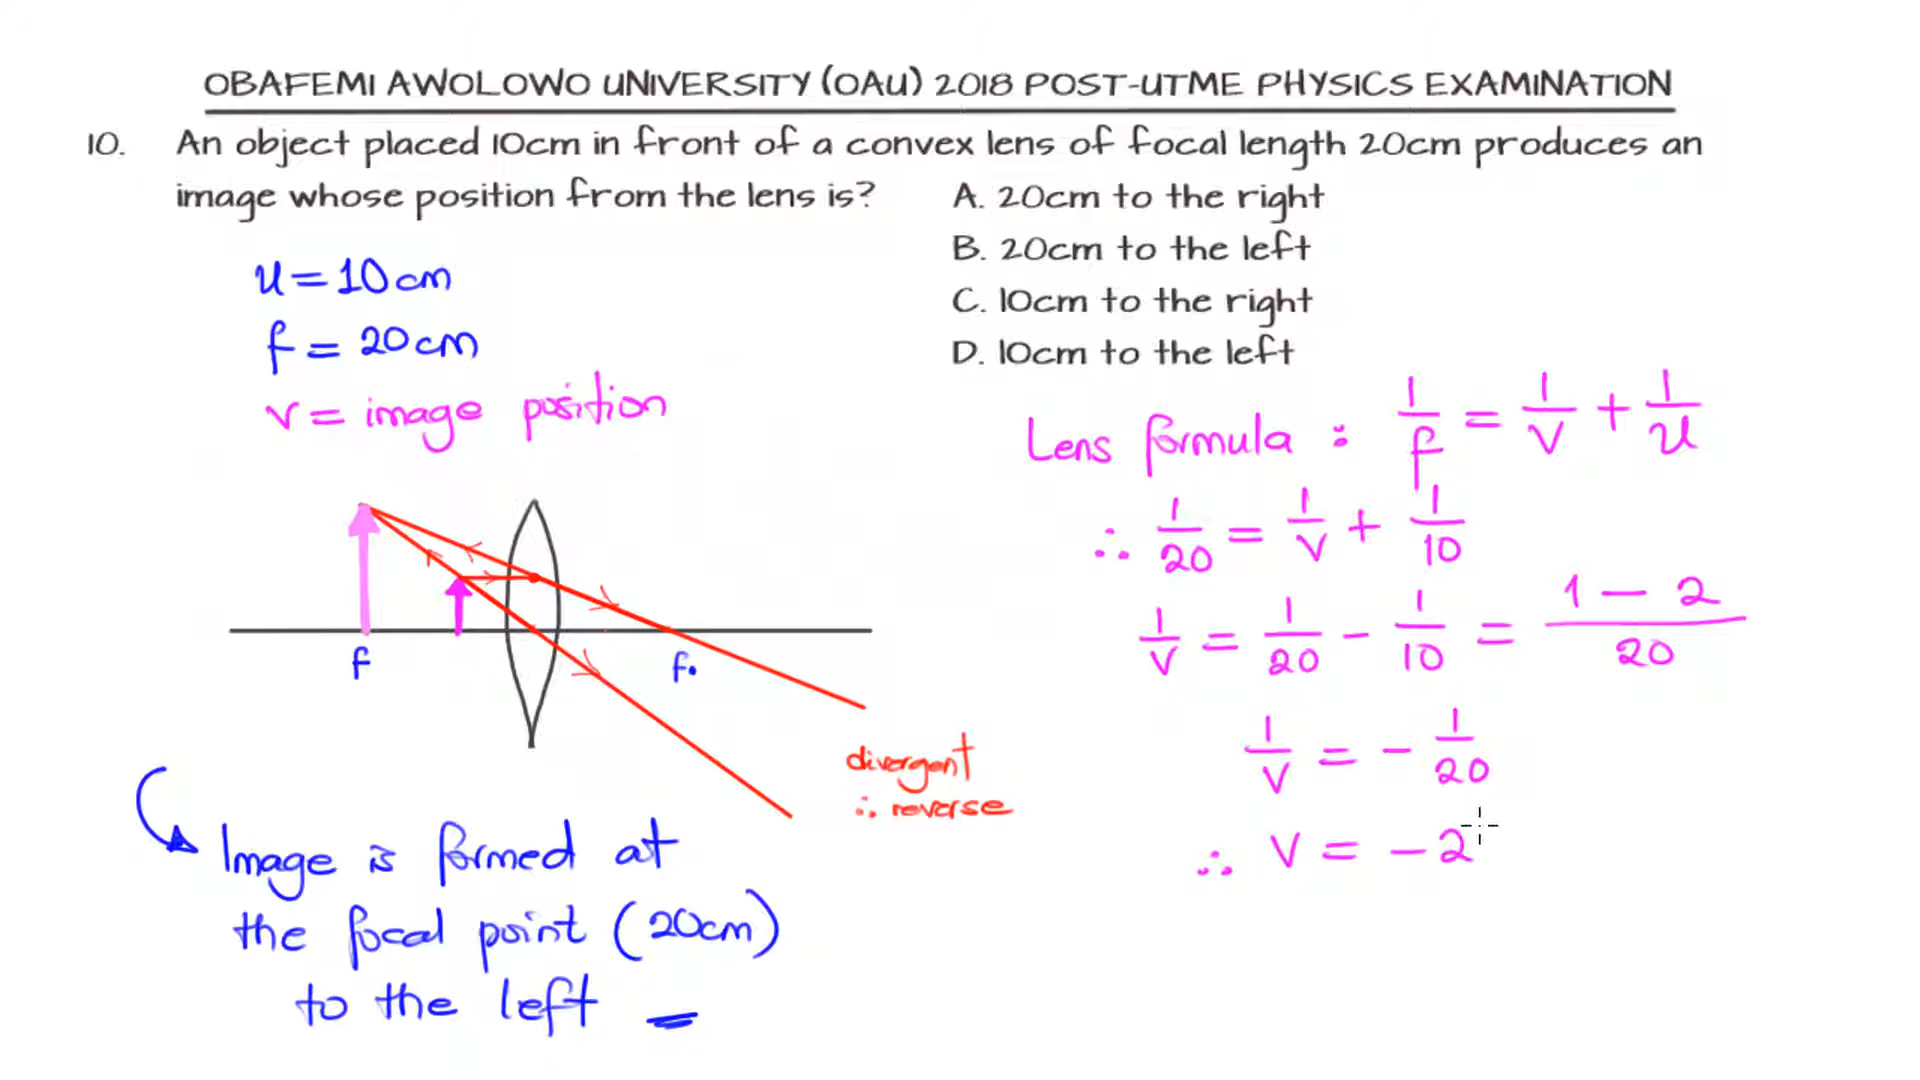 OBAFEMI AWOLOWO UNIVERSITY (OAU) 2018 POST-UTME PHYSICS EXAMINATION
10. An object placed 10cm in front of a convex lens of focal length 20cm produces an
image whose position from the lens is?
A. 20cm to the right
B. 20cm to the left
C. 10cm to the right
D. 10cm to the left
u = 10cm
f = 20cm
v = image position
f
f.
divergent
∴ reverse
Image is formed at
the focal point (20cm)
to the left
Lens formula : 1/f = 1/v + 1/u
∴ 1/20 = 1/v + 1/10
1/v = 1/20 - 1/10 = (1 - 2)/20
1/v = - 1/20
∴ v = -2